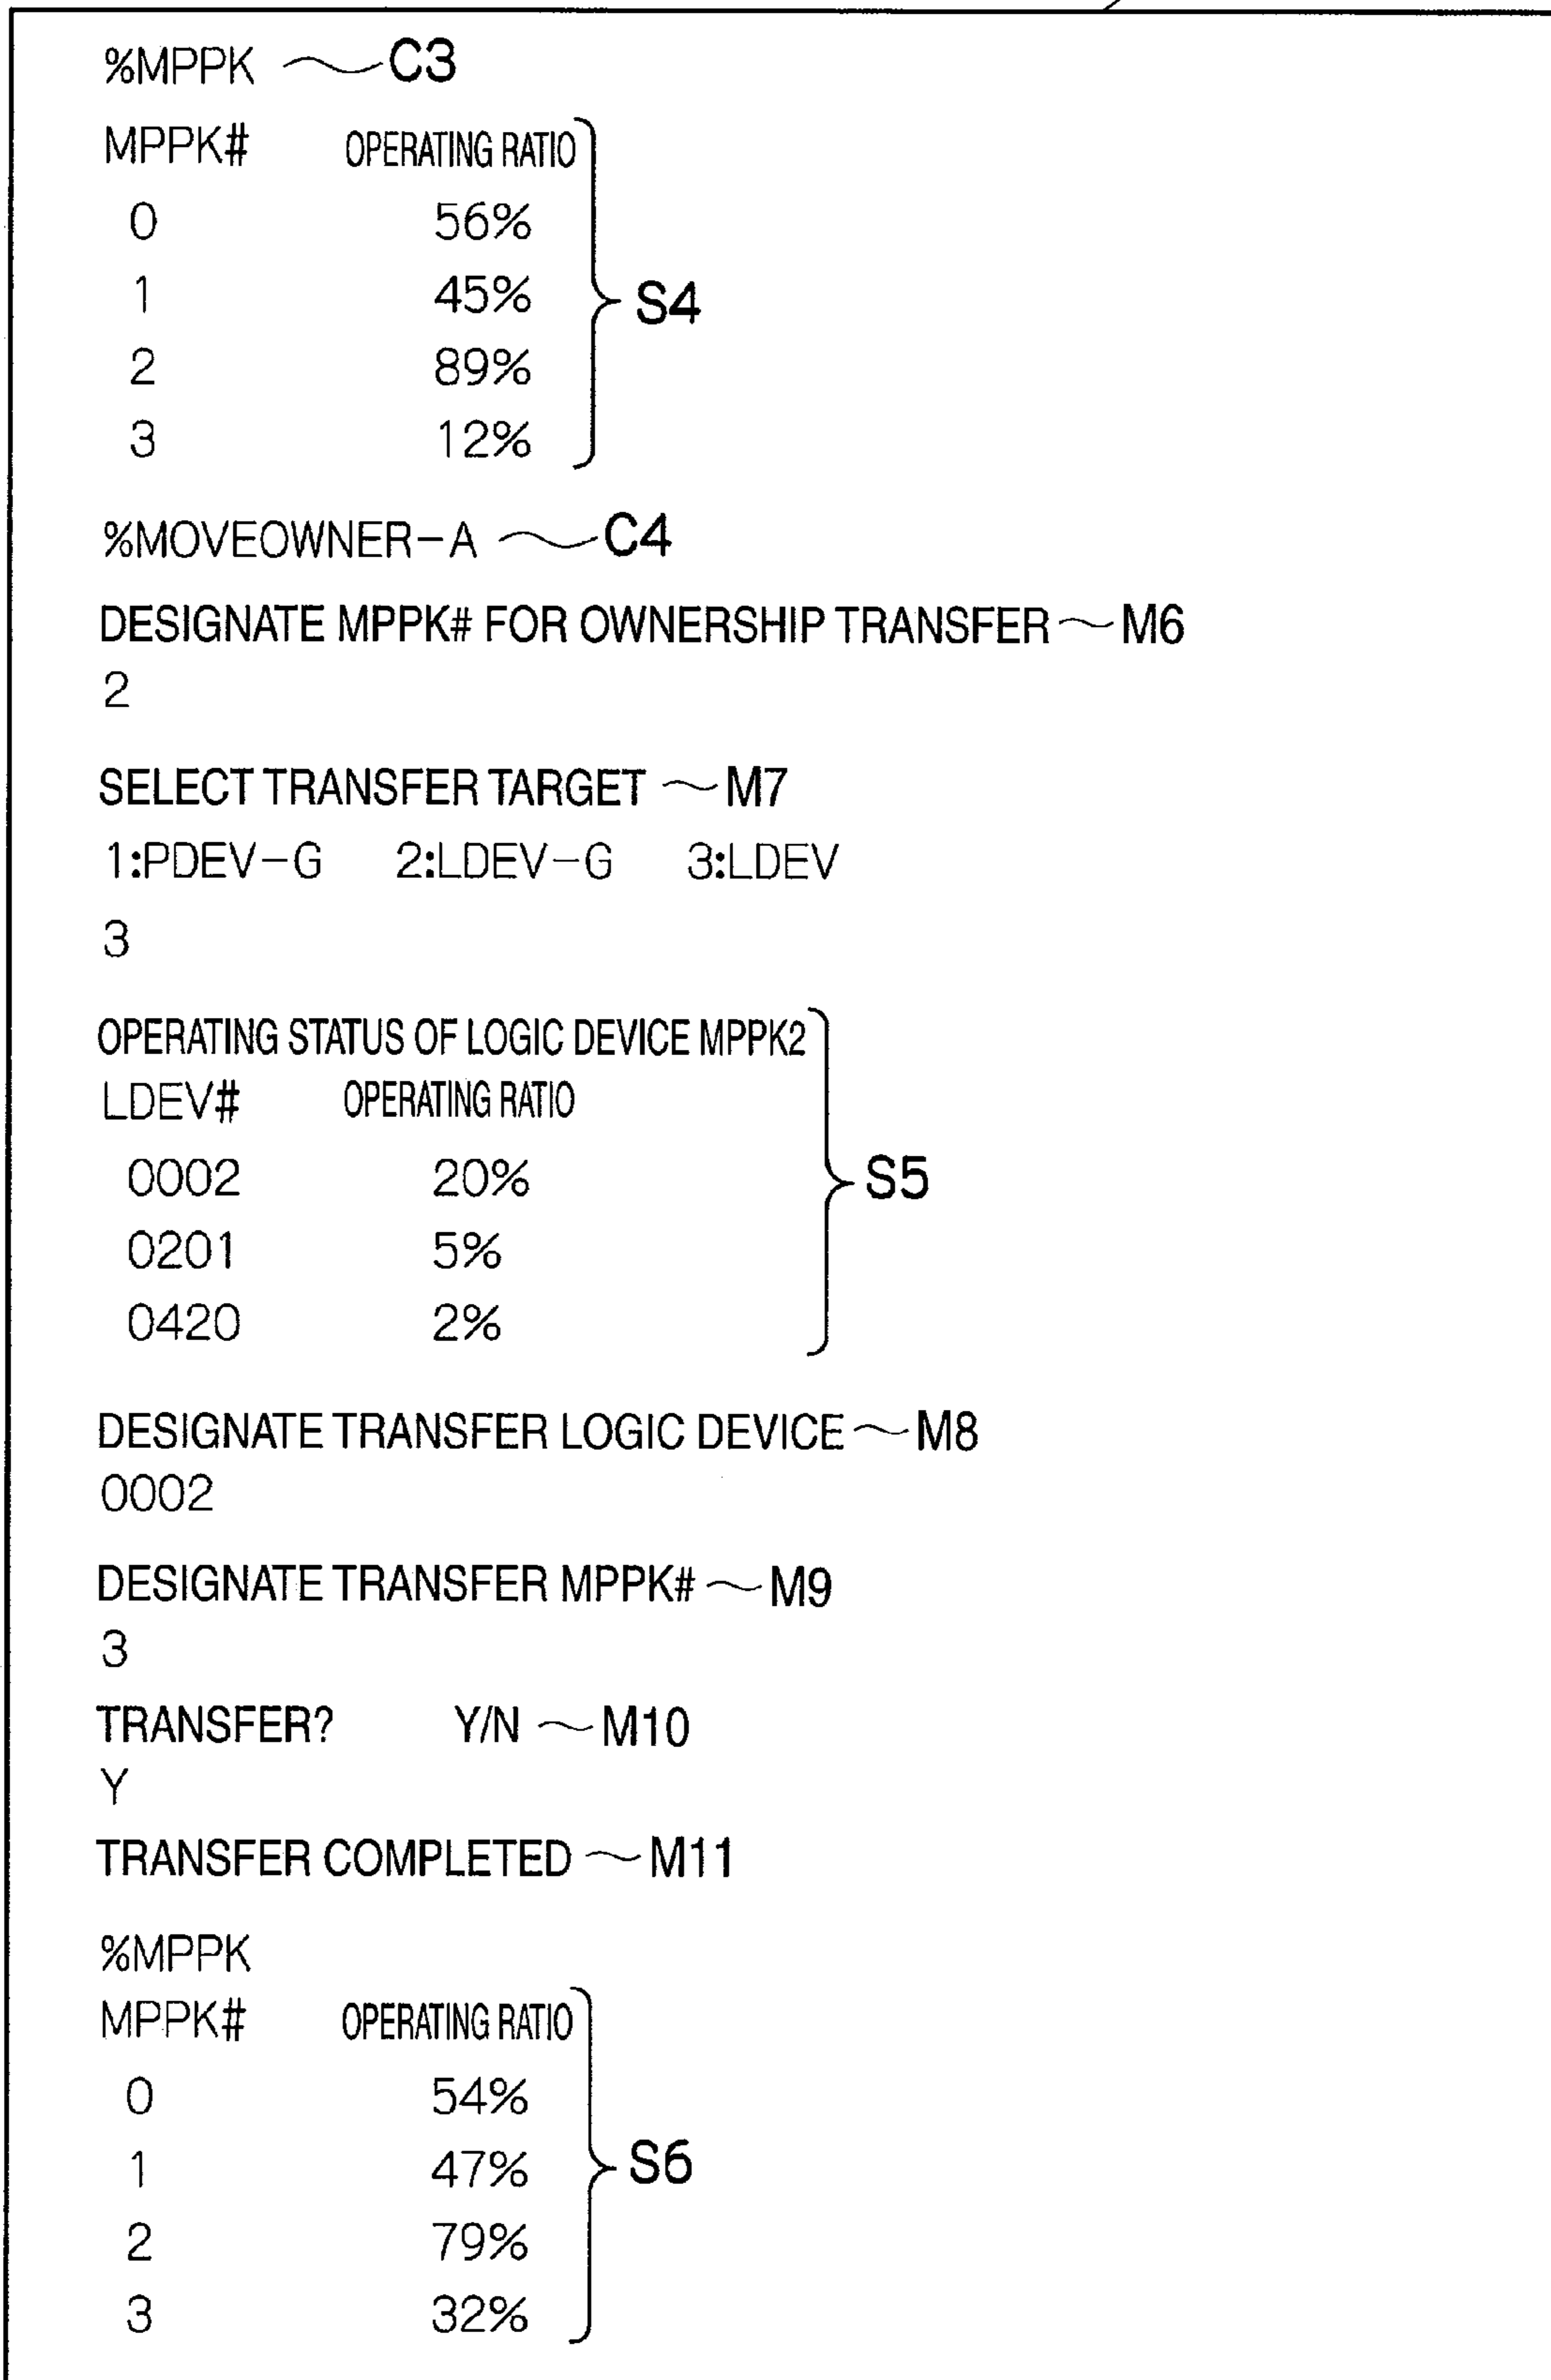 %MPPK C3
MPPK# OPERATING RATIO
0 56%
1 45%
S4
2 89%
3 12%
%MOVEOWNER-A C4
DESIGNATE MPPK# FOR OWNERSHIP TRANSFER M6
2
SELECT TRANSFER TARGET M7
1:PDEV-G 2:LDEV-G 3:LDEV
3
OPERATING STATUS OF LOGIC DEVICE MPPK2
LDEV# OPERATING RATIO
0002 20%
S5
0201 5%
0420 2%
DESIGNATE TRANSFER LOGIC DEVICE M8
0002
DESIGNATE TRANSFER MPPK# M9
3
TRANSFER? Y/N M10
Y
TRANSFER COMPLETED M11
%MPPK
MPPK# OPERATING RATIO
0 54%
1 47%
S6
2 79%
3 32%